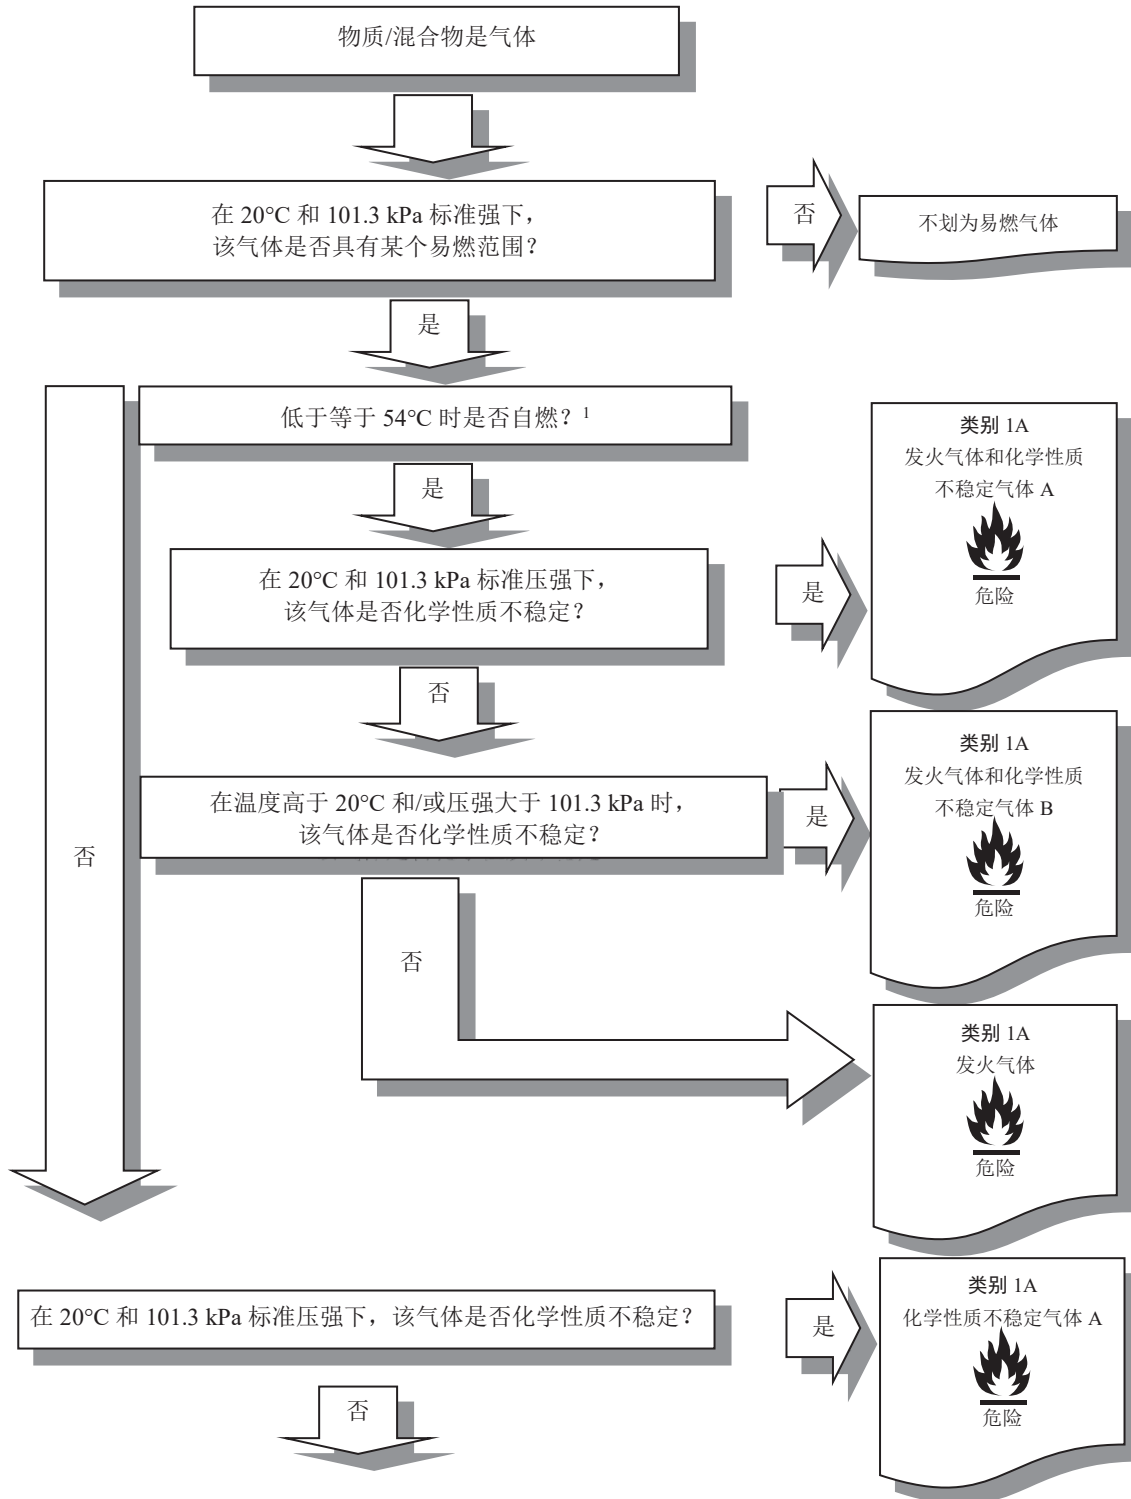 物质/混合物是气体
在 20°C 和 101.3 kPa 标准强下，
该气体是否具有某个易燃范围？
否
不划为易燃气体
是
低于等于 54°C 时是否自燃？1
类别 1A
发火气体和化学性质
不稳定气体 A
危险
是
在 20°C 和 101.3 kPa 标准压强下，
该气体是否化学性质不稳定？
是
否
类别 1A
发火气体和化学性质
不稳定气体 B
危险
在温度高于 20°C 和/或压强大于 101.3 kPa 时，
该气体是否化学性质不稳定？
是
否
否
类别 1A
发火气体
危险
在 20°C 和 101.3 kPa 标准压强下，该气体是否化学性质不稳定？
是
类别 1A
化学性质不稳定气体 A
危险
否